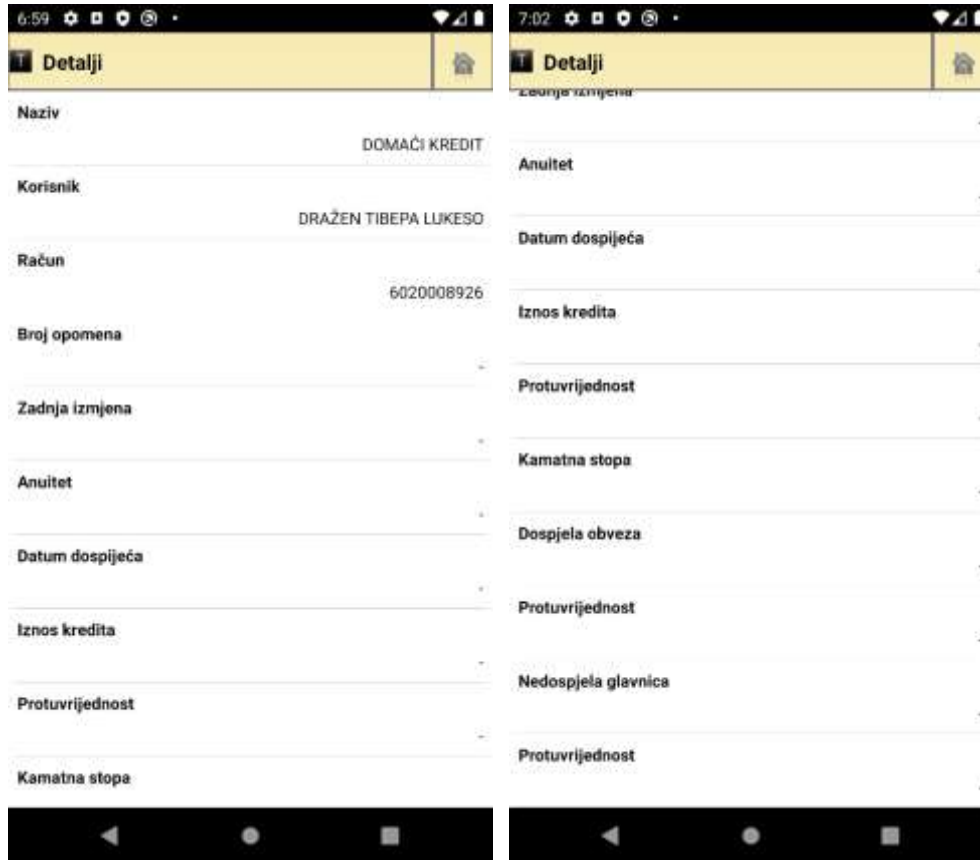 6:59
Detalji
Naziv
DOMAĆI KREDIT
Korisnik
DRAŽEN TIBEPA LUKESO
Račun
6020008926
Broj opomena
-
Zadnja izmjena
-
Anuitet
-
Datum dospijeća
-
Iznos kredita
-
Protuvrijednost
-
Kamatna stopa
7:02
Detalji
Zadnja izmjena
-
Anuitet
-
Datum dospijeća
-
Iznos kredita
-
Protuvrijednost
-
Kamatna stopa
-
Dospjela obveza
-
Protuvrijednost
-
Nedospjela glavnica
-
Protuvrijednost
-